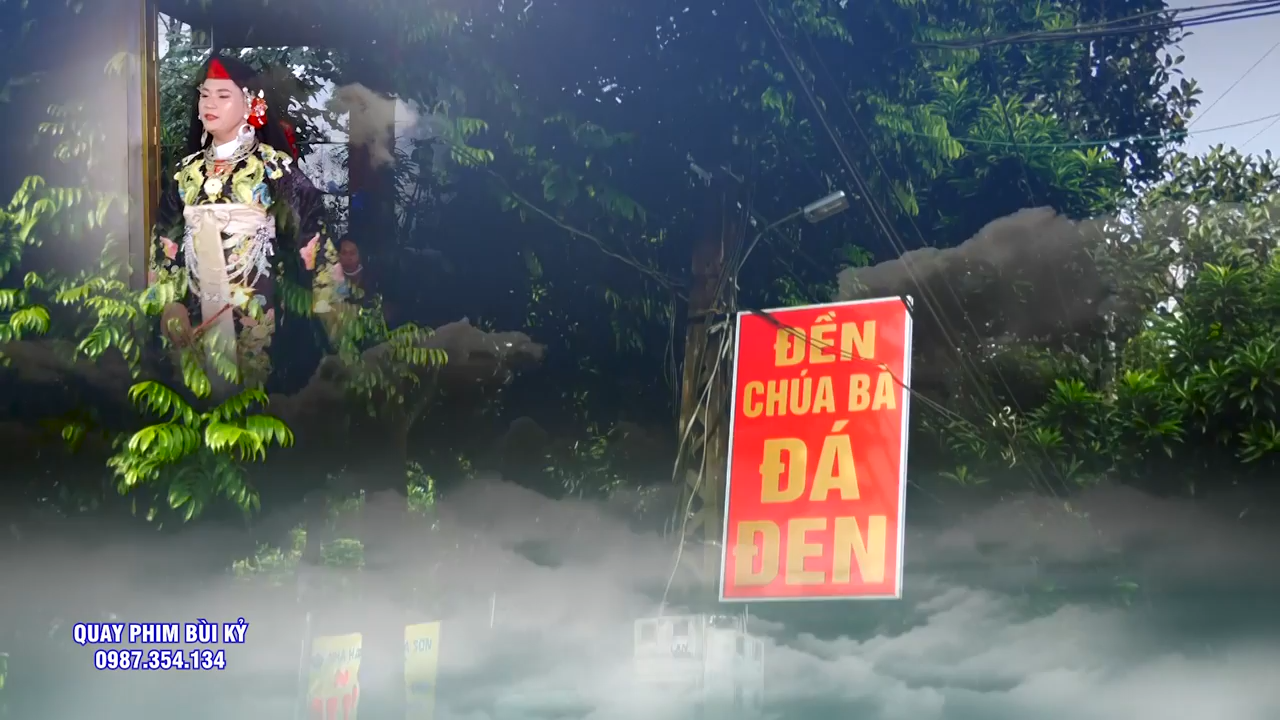 ĐỀN
CHÚA BÀ
ĐÁ
ĐEN
QUAY PHIM BÙI KỶ
0987.354.134